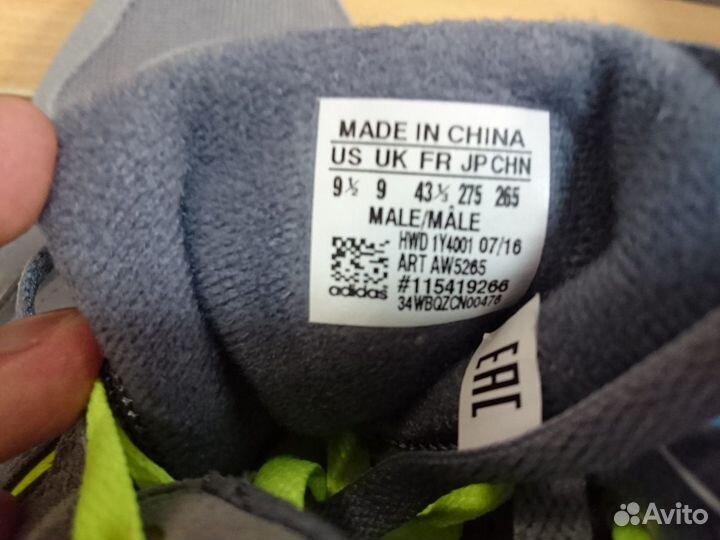 MADE IN CHINA
US UK FR JP CHN
9½ 9 43⅓ 275 265
MALE/MÂLE
HWD 1Y4001 07/16
ART AW5265
#115419266
adidas 34WBQZCN00476
EAC
Avito